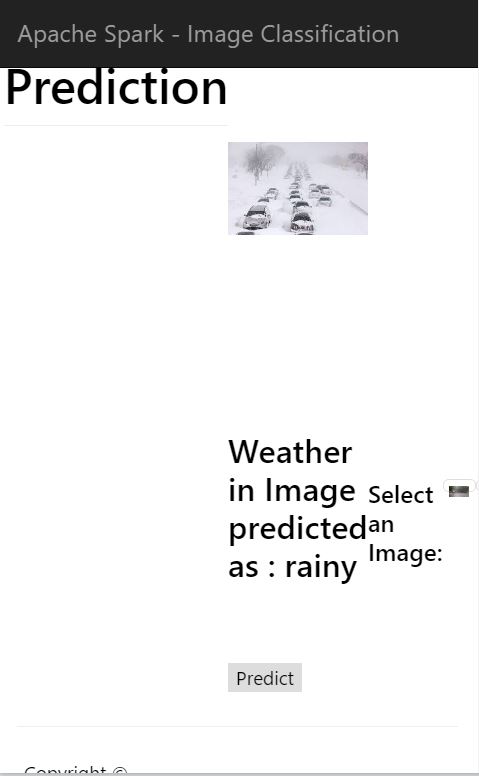 Apache Spark - Image Classification
Prediction
Weather
in Image
predicted
as : rainy
Select
an
Image:
Predict
Copyright ©